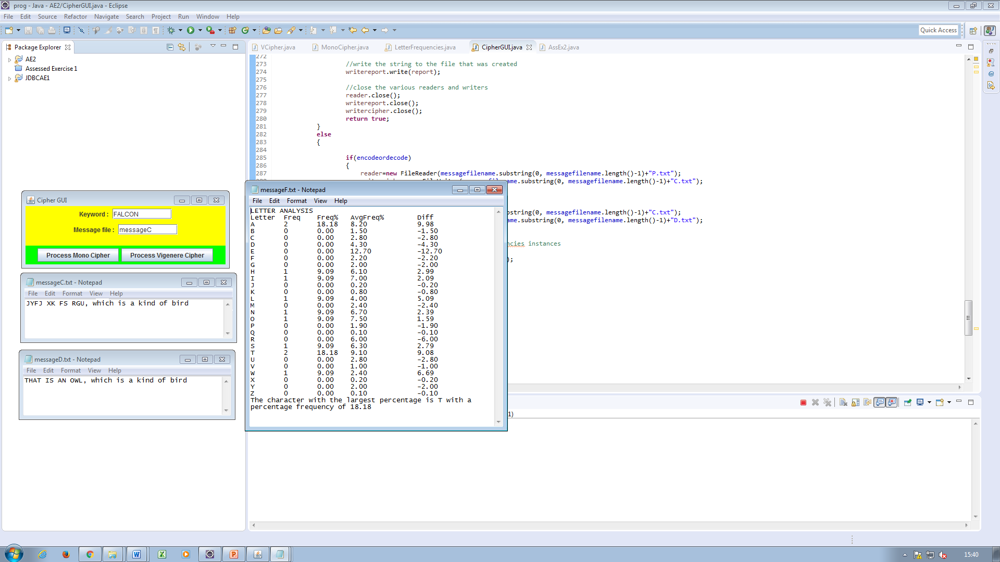 prog - Java - AE2/CipherGUI.java - Eclipse
File Edit Source Refactor Navigate Search Project Run Window Help
Quick Access
Package Explorer
AE2
Assessed Exercise 1
JDBCAE1
VCipher.java MonoCipher.java LetterFrequencies.java CipherGUI.java AssEx2.java
272
273 //write the string to the file that was created
274 writereport.write(report);
275
276 //close the various readers and writers
277 reader.close();
278 writereport.close();
279 writercipher.close();
280 return true;
281 }
282 else
283 {
284
285 if(encodeordecode)
286 {
287 reader=new FileReader(messagefilename.substring(0, messagefilename.length()-1)+"P.txt");
me.substring(0, messagefilename.length()-1)+"C.txt");
bstring(0, messagefilename.length()-1)+"C.txt");
me.substring(0, messagefilename.length()-1)+"D.txt");
ncies instances
);
1)
Cipher GUI
Keyword : FALCON
Message file : messageC
Process Mono Cipher Process Vigenere Cipher
messageC.txt - Notepad
File Edit Format View Help
JYFJ XK FS RGU, which is a kind of bird
messageD.txt - Notepad
File Edit Format View Help
THAT IS AN OWL, which is a kind of bird
messageF.txt - Notepad
File Edit Format View Help
LETTER ANALYSIS
Letter Freq Freq% AvgFreq% Diff
A 2 18.18 8.20 9.98
B 0 0.00 1.50 -1.50
C 0 0.00 2.80 -2.80
D 0 0.00 4.30 -4.30
E 0 0.00 12.70 -12.70
F 0 0.00 2.20 -2.20
G 0 0.00 2.00 -2.00
H 1 9.09 6.10 2.99
I 1 9.09 7.00 2.09
J 0 0.00 0.20 -0.20
K 0 0.00 0.80 -0.80
L 1 9.09 4.00 5.09
M 0 0.00 2.40 -2.40
N 1 9.09 6.70 2.39
O 1 9.09 7.50 1.59
P 0 0.00 1.90 -1.90
Q 0 0.00 0.10 -0.10
R 0 0.00 6.00 -6.00
S 1 9.09 6.30 2.79
T 2 18.18 9.10 9.08
U 0 0.00 2.80 -2.80
V 0 0.00 1.00 -1.00
W 1 9.09 2.40 6.69
X 0 0.00 0.20 -0.20
Y 0 0.00 2.00 -2.00
Z 0 0.00 0.10 -0.10
The character with the largest percentage is T with a
percentage frequency of 18.18
15:40